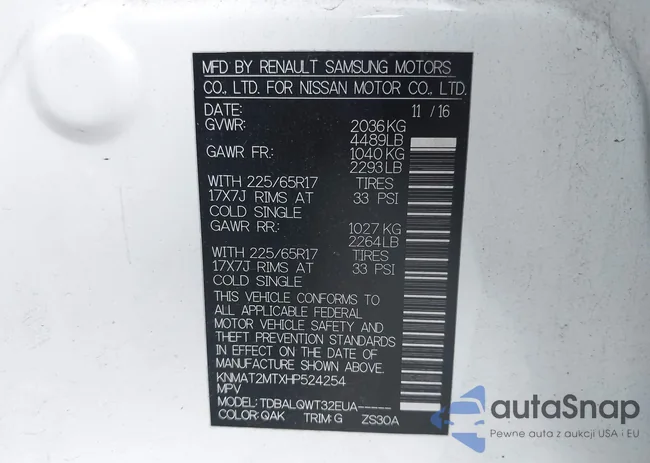 MFD BY RENAULT SAMSUNG MOTORS
CO., LTD. FOR NISSAN MOTOR CO., LTD.
DATE: 11 / 16
GVWR: 2036 KG
4489LB
GAWR FR: 1040 KG
2293 LB
WITH 225/65R17 TIRES
17X7J RIMS AT 33 PSI
COLD SINGLE
GAWR RR: 1027 KG
2264 LB
WITH 225/65R17 TIRES
17X7J RIMS AT 33 PSI
COLD SINGLE
THIS VEHICLE CONFORMS TO
ALL APPLICABLE FEDERAL
MOTOR VEHICLE SAFETY AND
THEFT PREVENTION STANDARDS
IN EFFECT ON THE DATE OF
MANUFACTURE SHOWN ABOVE.
KNMAT2MTXHP524254
MPV
MODEL: TDBALQWT32EUA-----
COLOR: QAK TRIM: G ZS30A
autoSnap
Pewne auta z aukcji USA i EU